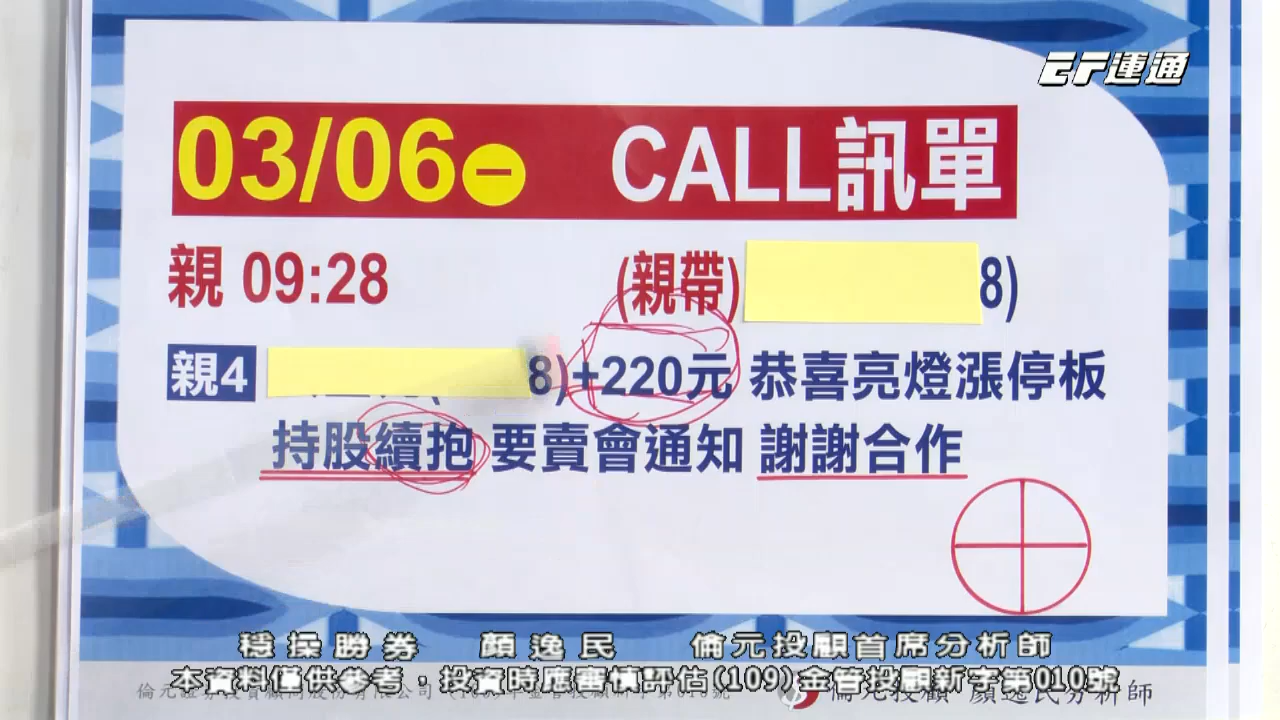 EF運通
03/06㊀ CALL訊單
親 09:28 (親帶) 8)
親4 8)+220元 恭喜亮燈漲停板
持股續抱 要賣會通知 謝謝合作
穩操勝券 顏逸民 倫元投顧首席分析師
本資料僅供參考,投資時應審慎評估(109)金管投顧新字第010號
倫元投顧 顏逸民分析師